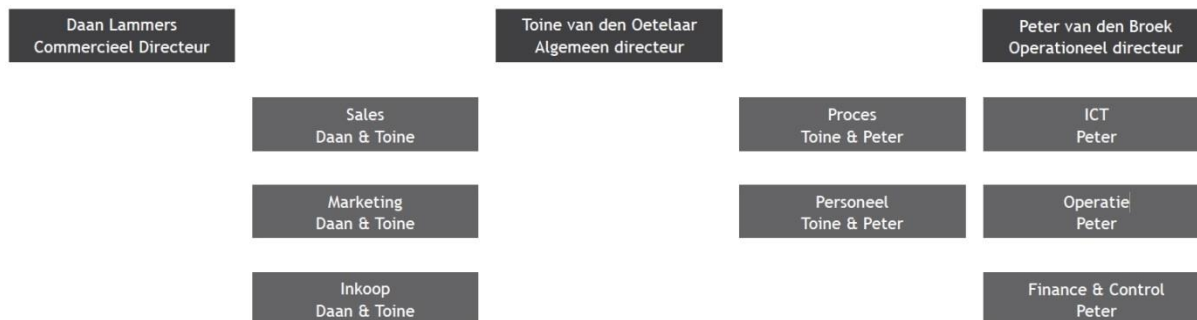 Daan Lammers
Commercieel Directeur
Toine van den Oetelaar
Algemeen directeur
Peter van den Broek
Operationeel directeur
Sales
Daan & Toine
Proces
Toine & Peter
ICT
Peter
Marketing
Daan & Toine
Personeel
Toine & Peter
Operatie
Peter
Inkoop
Daan & Toine
Finance & Control
Peter